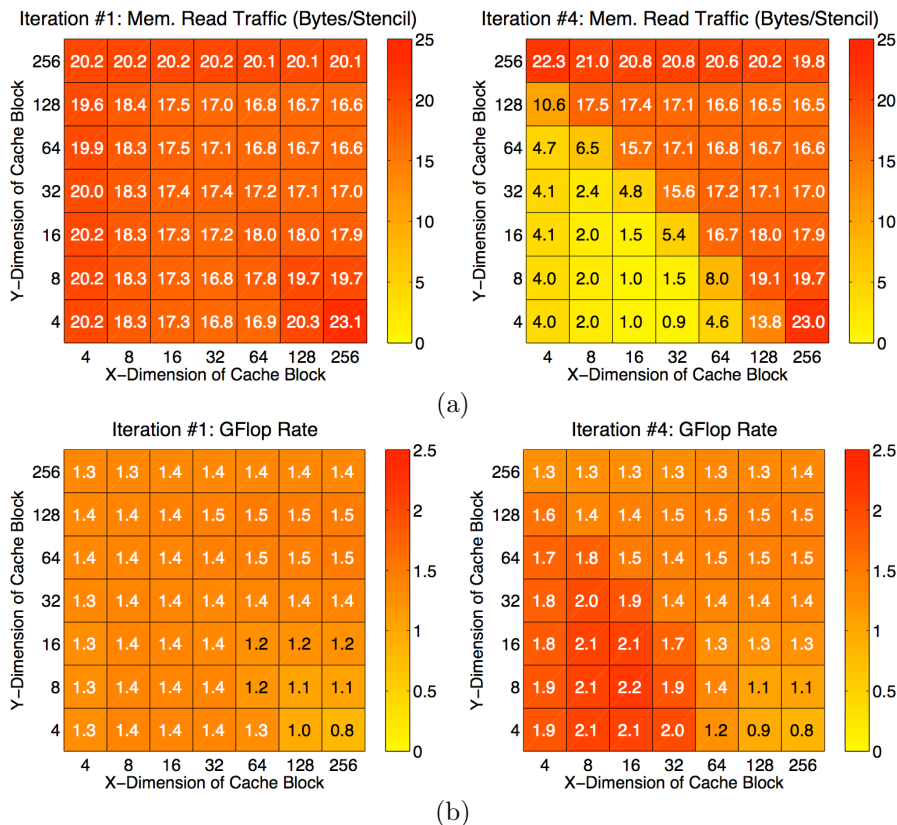 Iteration #1: Mem. Read Traffic (Bytes/Stencil)
Y−Dimension of Cache Block
256 20.2 20.2 20.2 20.2 20.1 20.1 20.1
128 19.6 18.4 17.5 17.0 16.8 16.7 16.6
64 19.9 18.3 17.5 17.1 16.8 16.7 16.6
32 20.0 18.3 17.4 17.4 17.2 17.1 17.0
16 20.2 18.3 17.3 17.2 18.0 18.0 17.9
8 20.2 18.3 17.3 16.8 17.8 19.7 19.7
4 20.2 18.3 17.3 16.8 16.9 20.3 23.1
4 8 16 32 64 128 256
X−Dimension of Cache Block
25
20
15
10
5
0
Iteration #4: Mem. Read Traffic (Bytes/Stencil)
Y−Dimension of Cache Block
256 22.3 21.0 20.8 20.8 20.6 20.2 19.8
128 10.6 17.5 17.4 17.1 16.6 16.5 16.5
64 4.7 6.5 15.7 17.1 16.8 16.7 16.6
32 4.1 2.4 4.8 15.6 17.2 17.1 17.0
16 4.1 2.0 1.5 5.4 16.7 18.0 17.9
8 4.0 2.0 1.0 1.5 8.0 19.1 19.7
4 4.0 2.0 1.0 0.9 4.6 13.8 23.0
4 8 16 32 64 128 256
X−Dimension of Cache Block
25
20
15
10
5
0
(a)
Iteration #1: GFlop Rate
Y−Dimension of Cache Block
256 1.3 1.3 1.4 1.4 1.4 1.4 1.4
128 1.4 1.4 1.4 1.5 1.5 1.5 1.5
64 1.4 1.4 1.4 1.4 1.5 1.5 1.5
32 1.3 1.4 1.4 1.4 1.4 1.4 1.4
16 1.3 1.4 1.4 1.4 1.2 1.2 1.2
8 1.3 1.4 1.4 1.4 1.2 1.1 1.1
4 1.3 1.4 1.4 1.4 1.3 1.0 0.8
4 8 16 32 64 128 256
X−Dimension of Cache Block
2.5
2
1.5
1
0.5
0
Iteration #4: GFlop Rate
Y−Dimension of Cache Block
256 1.3 1.3 1.3 1.3 1.3 1.3 1.4
128 1.6 1.4 1.4 1.5 1.5 1.5 1.5
64 1.7 1.8 1.5 1.4 1.5 1.5 1.5
32 1.8 2.0 1.9 1.4 1.4 1.4 1.4
16 1.8 2.1 2.1 1.7 1.3 1.3 1.3
8 1.9 2.1 2.2 1.9 1.4 1.1 1.1
4 1.9 2.1 2.1 2.0 1.2 0.9 0.8
4 8 16 32 64 128 256
X−Dimension of Cache Block
2.5
2
1.5
1
0.5
0
(b)